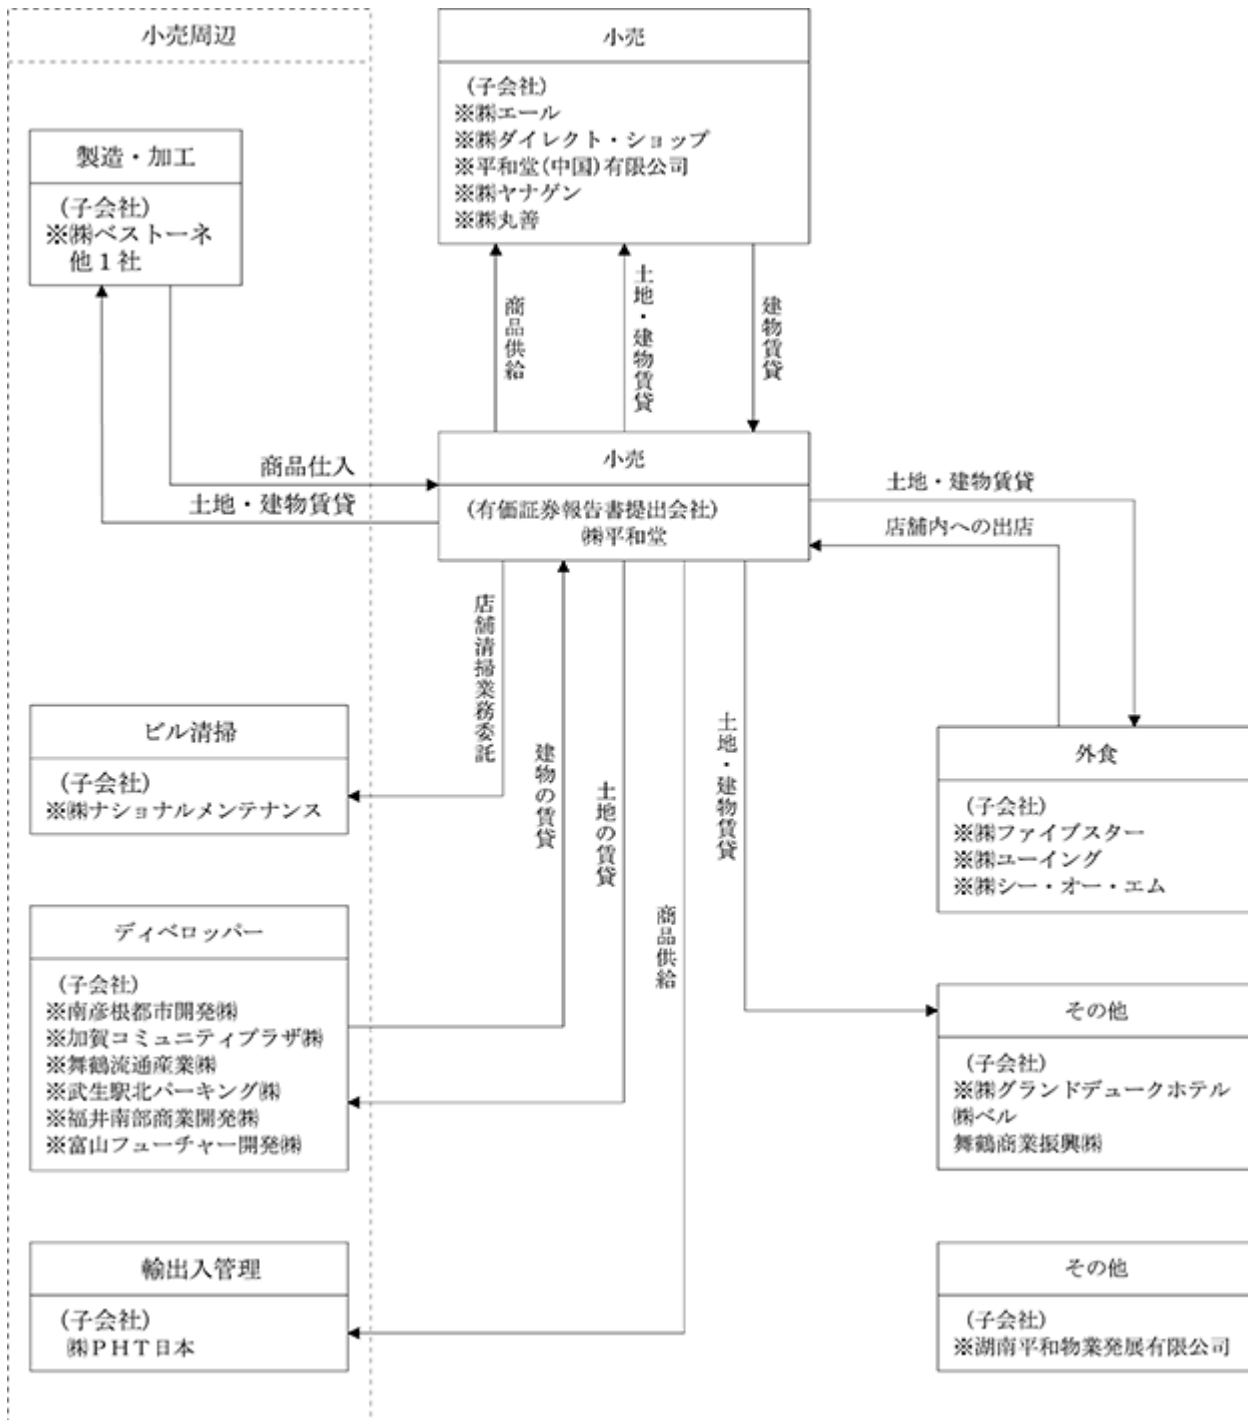 小売周辺
小売
(子会社)
※㈱エール
※㈱ダイレクト・ショップ
※平和堂(中国)有限公司
※㈱ヤナゲン
※㈱丸善
製造・加工
(子会社)
※㈱ベストーネ
他1社
商品供給
土地・建物賃貸
建物賃貸
商品仕入
土地・建物賃貸
小売
(有価証券報告書提出会社)
㈱平和堂
土地・建物賃貸
店舗内への出店
店舗清掃業務委託
建物の賃貸
土地の賃貸
商品供給
土地・建物賃貸
ビル清掃
(子会社)
※㈱ナショナルメンテナンス
外食
(子会社)
※㈱ファイブスター
※㈱ユーイング
※㈱シー・オー・エム
ディベロッパー
(子会社)
※南彦根都市開発㈱
※加賀コミュニティプラザ㈱
※舞鶴流通産業㈱
※武生駅北パーキング㈱
※福井南部商業開発㈱
※富山フューチャー開発㈱
その他
(子会社)
※㈱グランドデュークホテル
㈱ベル
舞鶴商業振興㈱
輸出入管理
(子会社)
㈱PHT日本
その他
(子会社)
※湖南平和物業発展有限公司